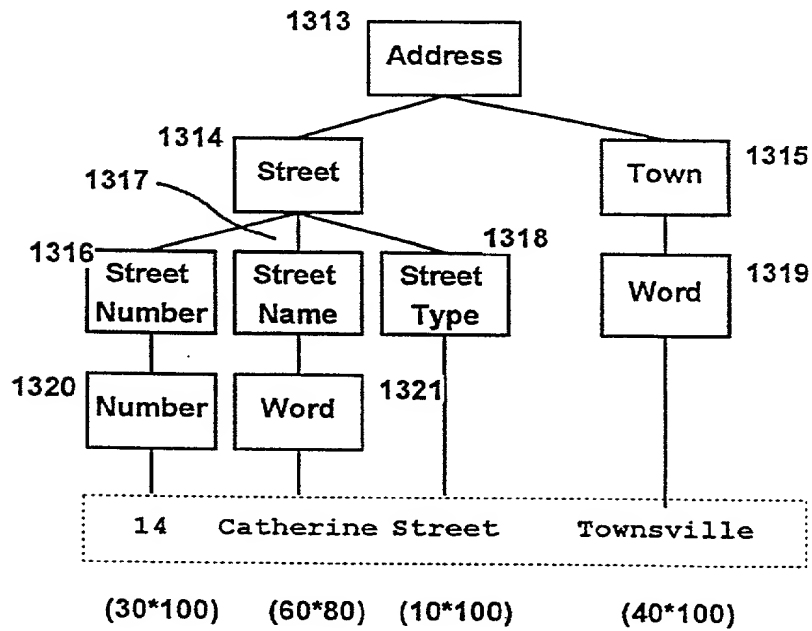 1313
Address
1314
Street
1315
Town
1317
1316
Street
Number
Street
Name
1318
Street
Type
1319
Word
1320
Number
Word
1321
14 Catherine Street Townsville
(30*100) (60*80) (10*100) (40*100)